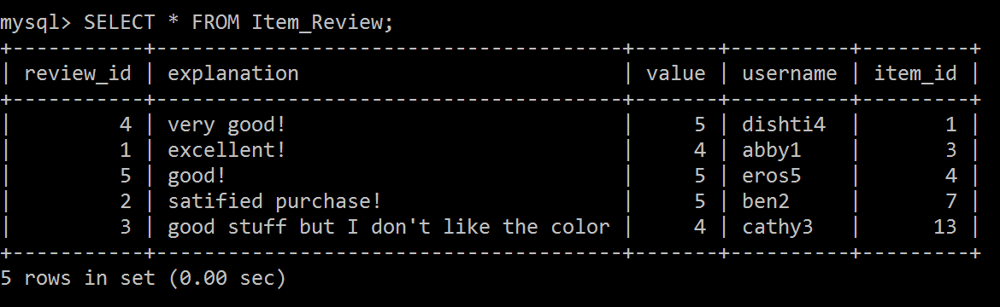 mysql> SELECT * FROM Item_Review;
+-----------+--------------------------------------+-------+----------+---------+
| review_id | explanation                          | value | username | item_id |
+-----------+--------------------------------------+-------+----------+---------+
|         4 | very good!                           |     5 | dishti4  |       1 |
|         1 | excellent!                           |     4 | abby1    |       3 |
|         5 | good!                                |     5 | eros5    |       4 |
|         2 | satified purchase!                   |     5 | ben2     |       7 |
|         3 | good stuff but I don't like the color |     4 | cathy3   |      13 |
+-----------+--------------------------------------+-------+----------+---------+
5 rows in set (0.00 sec)